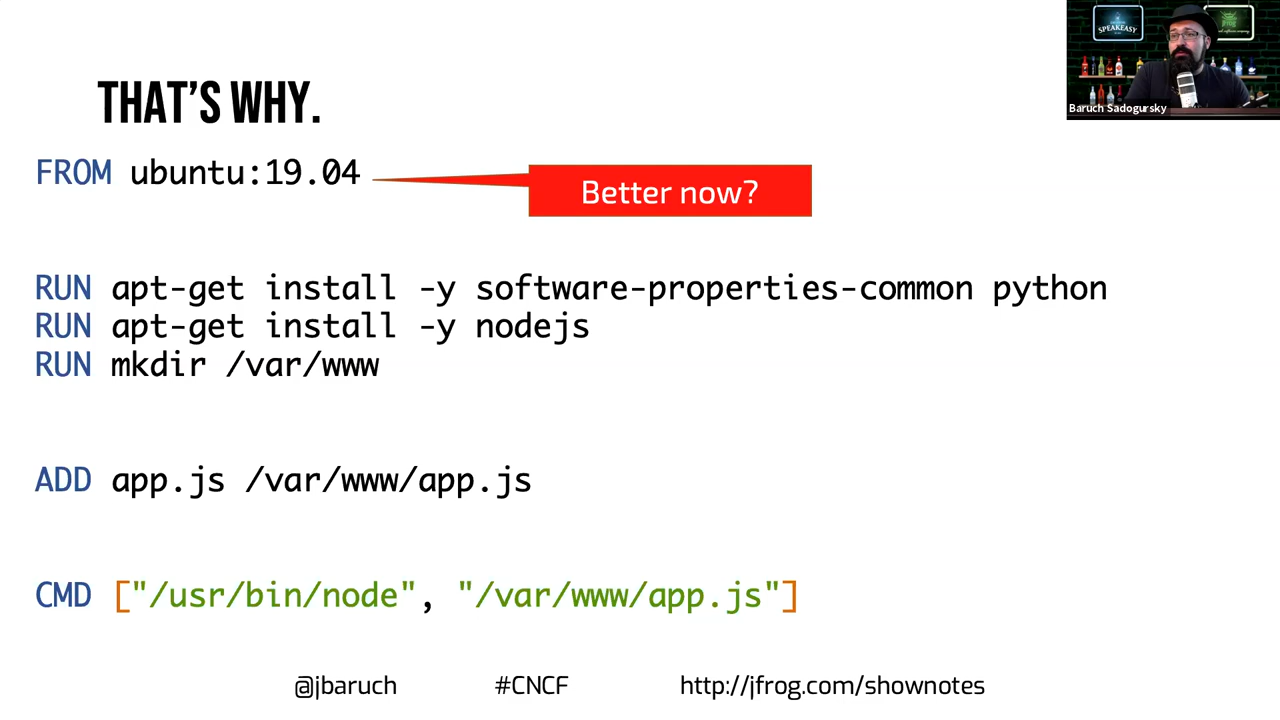 THAT'S WHY.
SPEAKEASY
Baruch Sadogursky
FROM ubuntu:19.04
Better now?
RUN apt-get install -y software-properties-common python
RUN apt-get install -y nodejs
RUN mkdir /var/www
ADD app.js /var/www/app.js
CMD ["/usr/bin/node", "/var/www/app.js"]
@jbaruch #CNCF http://jfrog.com/shownotes